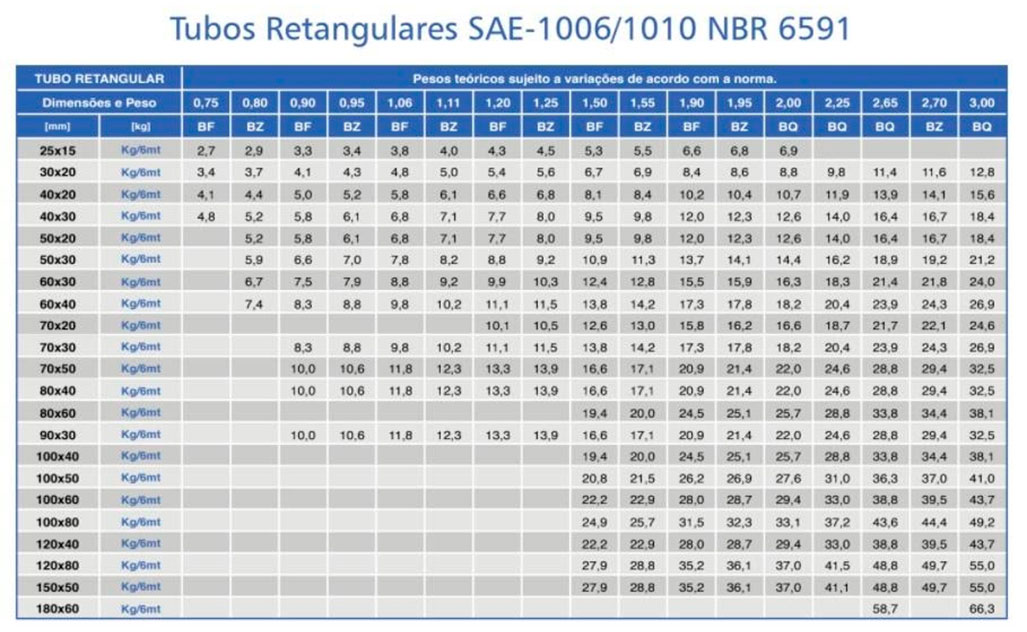 Tubos Retangulares SAE-1006/1010 NBR 6591
TUBO RETANGULAR Pesos teóricos sujeito a variações de acordo com a norma.
Dimensões e Peso 0,75 0,80 0,90 0,95 1,06 1,11 1,20 1,25 1,50 1,55 1,90 1,95 2,00 2,25 2,65 2,70 3,00
[mm] [kg] BF BZ BF BZ BF BZ BF BZ BF BZ BF BZ BQ BQ BQ BZ BQ
25x15 Kg/6mt 2,7 2,9 3,3 3,4 3,8 4,0 4,3 4,5 5,3 5,5 6,6 6,8 6,9
30x20 Kg/6mt 3,4 3,7 4,1 4,3 4,8 5,0 5,4 5,6 6,7 6,9 8,4 8,6 8,8 9,8 11,4 11,6 12,8
40x20 Kg/6mt 4,1 4,4 5,0 5,2 5,8 6,1 6,6 6,8 8,1 8,4 10,2 10,4 10,7 11,9 13,9 14,1 15,6
40x30 Kg/6mt 4,8 5,2 5,8 6,1 6,8 7,1 7,7 8,0 9,5 9,8 12,0 12,3 12,6 14,0 16,4 16,7 18,4
50x20 Kg/6mt 5,2 5,8 6,1 6,8 7,1 7,7 8,0 9,5 9,8 12,0 12,3 12,6 14,0 16,4 16,7 18,4
50x30 Kg/6mt 5,9 6,6 7,0 7,8 8,2 8,8 9,2 10,9 11,3 13,7 14,1 14,4 16,2 18,9 19,2 21,2
60x30 Kg/6mt 6,7 7,5 7,9 8,8 9,2 9,9 10,3 12,4 12,8 15,5 15,9 16,3 18,3 21,4 21,8 24,0
60x40 Kg/6mt 7,4 8,3 8,8 9,8 10,2 11,1 11,5 13,8 14,2 17,3 17,8 18,2 20,4 23,9 24,3 26,9
70x20 Kg/6mt 10,1 10,5 12,6 13,0 15,8 16,2 16,6 18,7 21,7 22,1 24,6
70x30 Kg/6mt 8,3 8,8 9,8 10,2 11,1 11,5 13,8 14,2 17,3 17,8 18,2 20,4 23,9 24,3 26,9
70x50 Kg/6mt 10,0 10,6 11,8 12,3 13,3 13,9 16,6 17,1 20,9 21,4 22,0 24,6 28,8 29,4 32,5
80x40 Kg/6mt 10,0 10,6 11,8 12,3 13,3 13,9 16,6 17,1 20,9 21,4 22,0 24,6 28,8 29,4 32,5
80x60 Kg/6mt 19,4 20,0 24,5 25,1 25,7 28,8 33,8 34,4 38,1
90x30 Kg/6mt 10,0 10,6 11,8 12,3 13,3 13,9 16,6 17,1 20,9 21,4 22,0 24,6 28,8 29,4 32,5
100x40 Kg/6mt 19,4 20,0 24,5 25,1 25,7 28,8 33,8 34,4 38,1
100x50 Kg/6mt 20,8 21,5 26,2 26,9 27,6 31,0 36,3 37,0 41,0
100x60 Kg/6mt 22,2 22,9 28,0 28,7 29,4 33,0 38,8 39,5 43,7
100x80 Kg/6mt 24,9 25,7 31,5 32,3 33,1 37,2 43,6 44,4 49,2
120x40 Kg/6mt 22,2 22,9 28,0 28,7 29,4 33,0 38,8 39,5 43,7
120x80 Kg/6mt 27,9 28,8 35,2 36,1 37,0 41,5 48,8 49,7 55,0
150x50 Kg/6mt 27,9 28,8 35,2 36,1 37,0 41,1 48,8 49,7 55,0
180x60 Kg/6mt 58,7 66,3